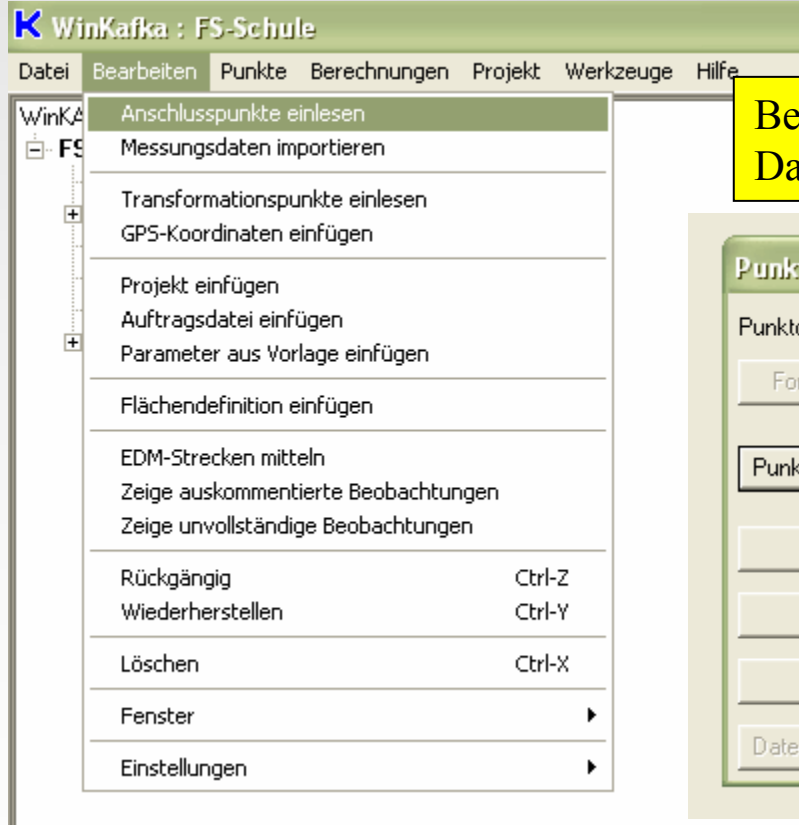 WinKafka : FS-Schule
Datei Bearbeiten Punkte Berechnungen Projekt Werkzeuge Hilfe
Anschlusspunkte einlesen
Messungsdaten importieren
Transformationspunkte einlesen
GPS-Koordinaten einfügen
Projekt einfügen
Auftragsdatei einfügen
Parameter aus Vorlage einfügen
Flächendefinition einfügen
EDM-Strecken mitteln
Zeige auskommentierte Beobachtungen
Zeige unvollständige Beobachtungen
Rückgängig Ctrl-Z
Wiederherstellen Ctrl-Y
Löschen Ctrl-X
Fenster
Einstellungen